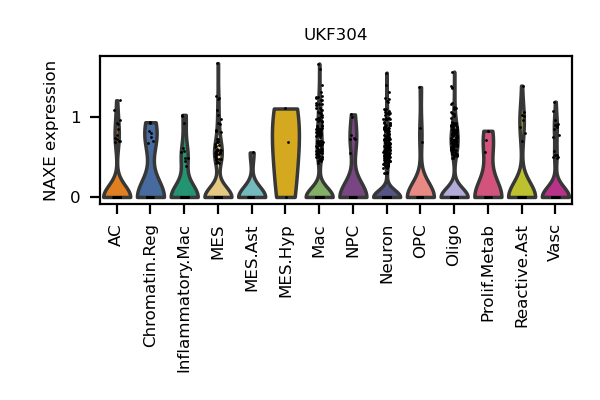 UKF304
NAXE expression
1
0
AC
Chromatin.Reg
Inflammatory.Mac
MES
MES.Ast
MES.Hyp
Mac
NPC
Neuron
OPC
Oligo
Prolif.Metab
Reactive.Ast
Vasc